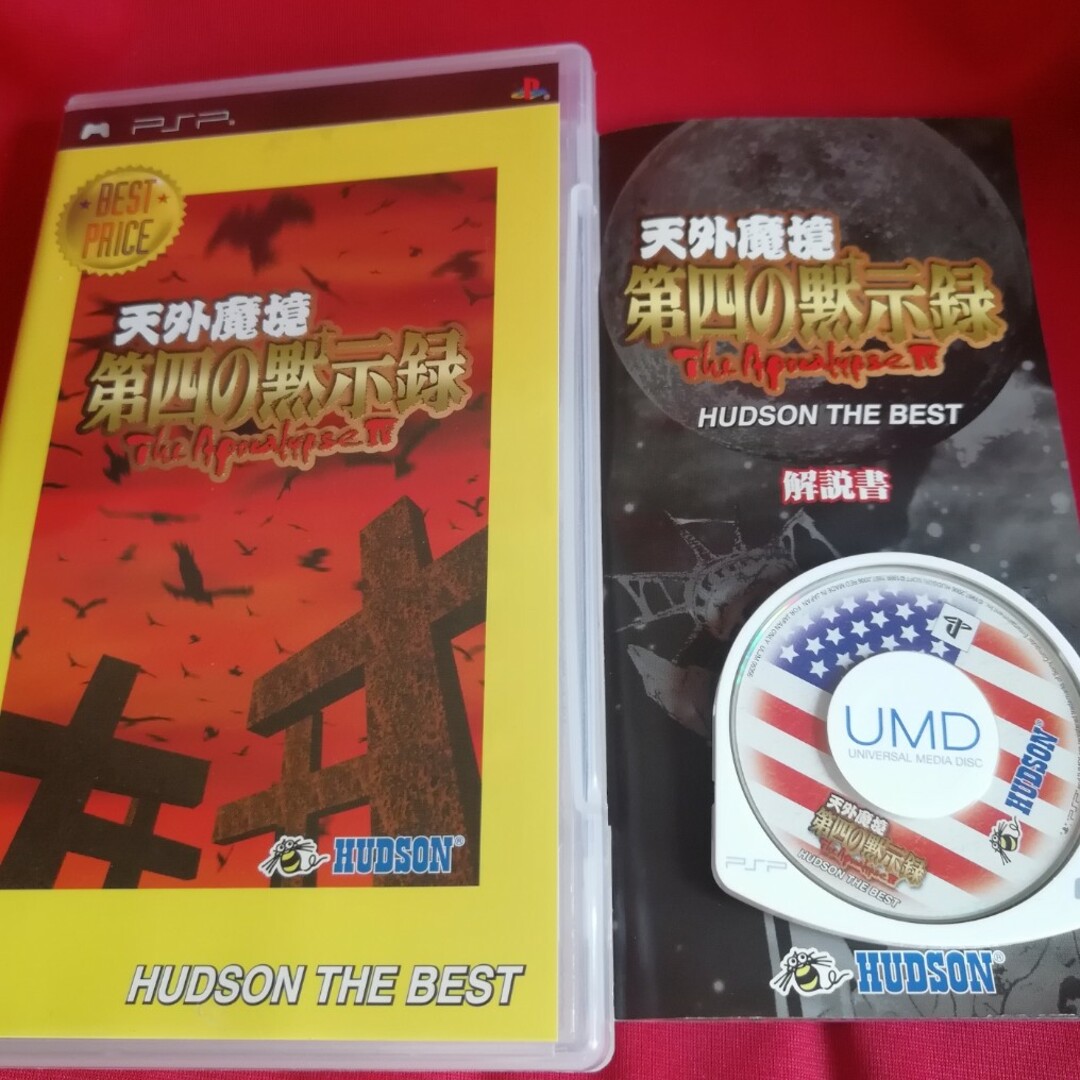 PSP
BEST
PRICE
天外魔境
第四の黙示録
The Apocalypse IV
HUDSON
HUDSON THE BEST
天外魔境
第四の黙示録
The Apocalypse IV
HUDSON THE BEST
解説書
UMD
UNIVERSAL MEDIA DISC
HUDSON
天外魔境
第四の黙示録
The Apocalypse IV
HUDSON THE BEST
PSP
HUDSON